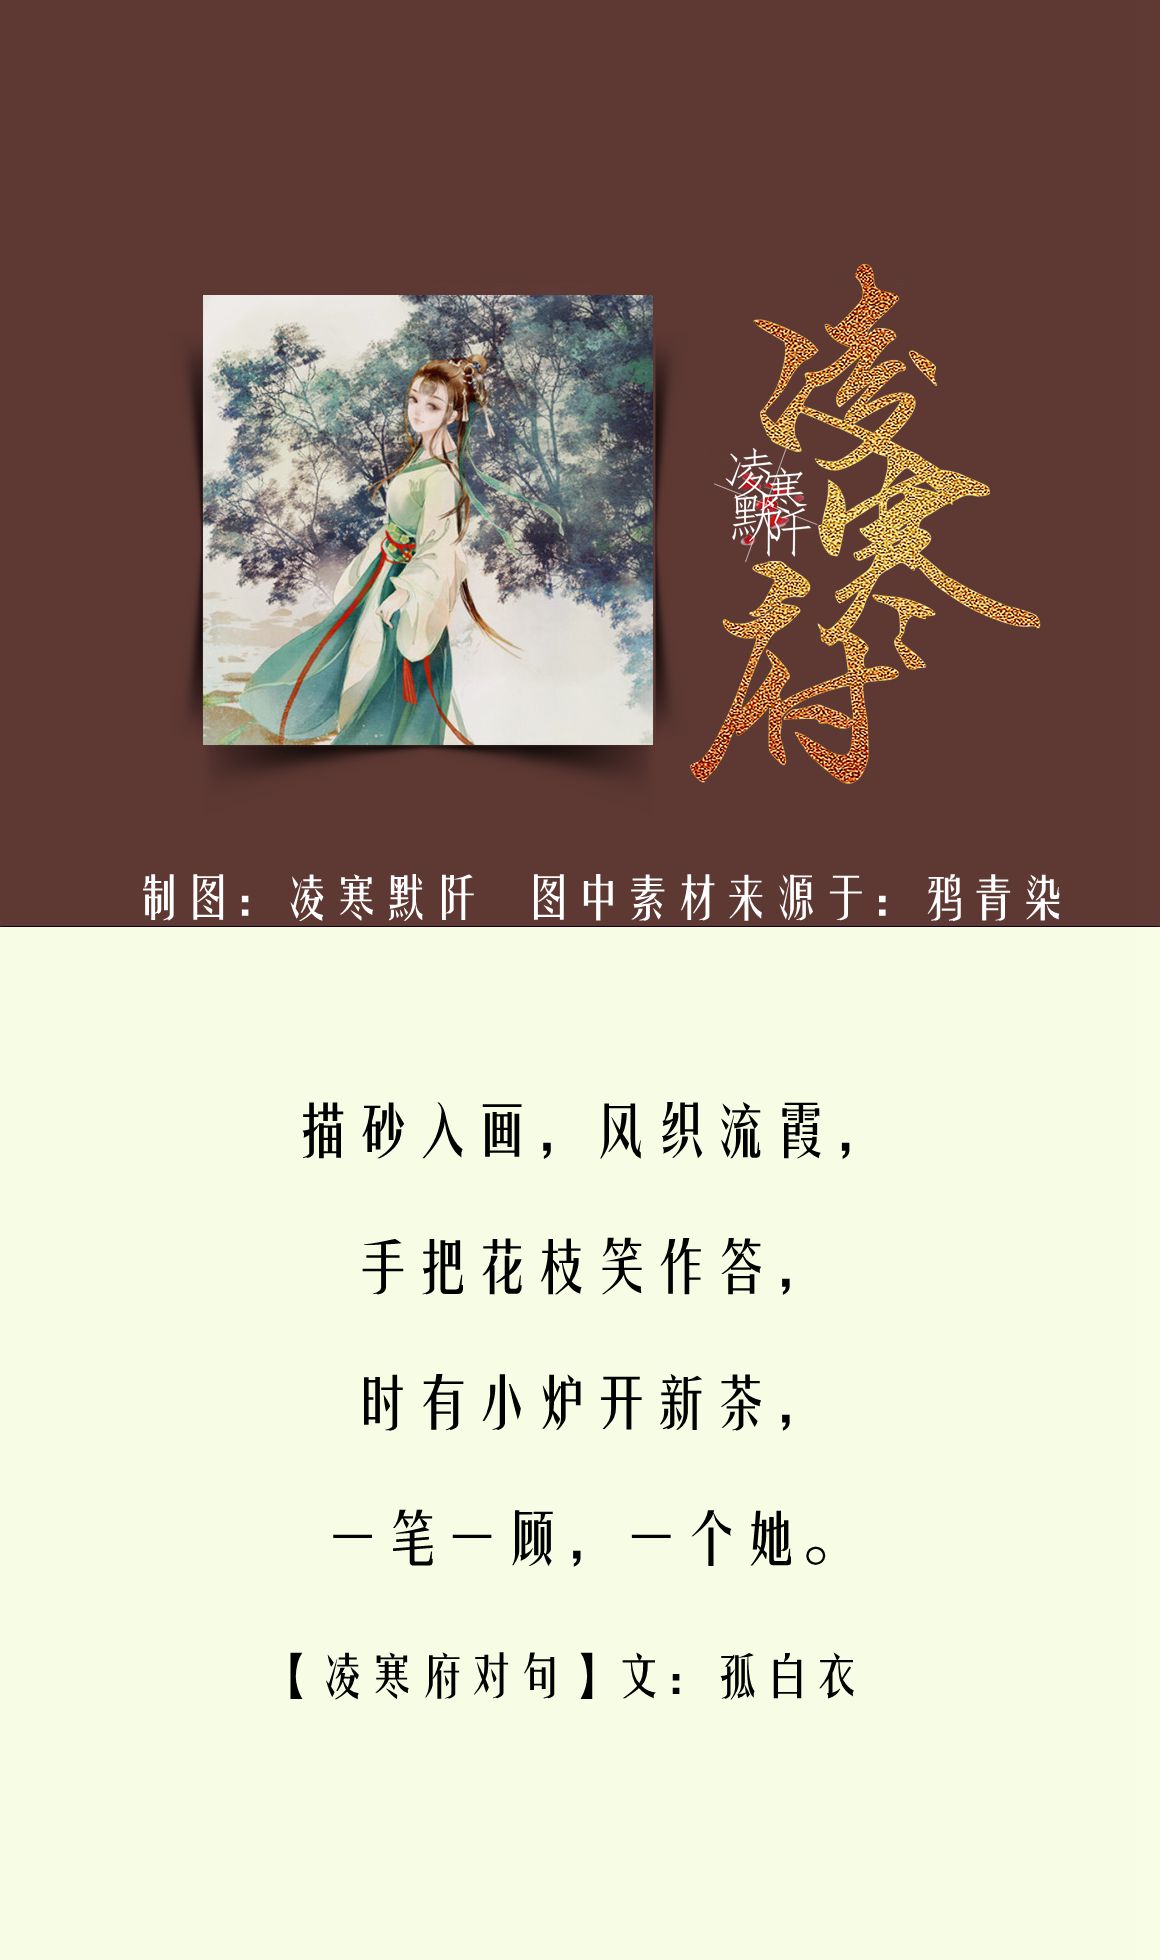 凌寒府
凌寒
默阡
制图：凌寒默阡 图中素材来源于：鸦青染
描砂入画，风织流霞，
手把花枝笑作答，
时有小炉开新茶，
一笔一顾，一个她。
【凌寒府对句】文：孤白衣